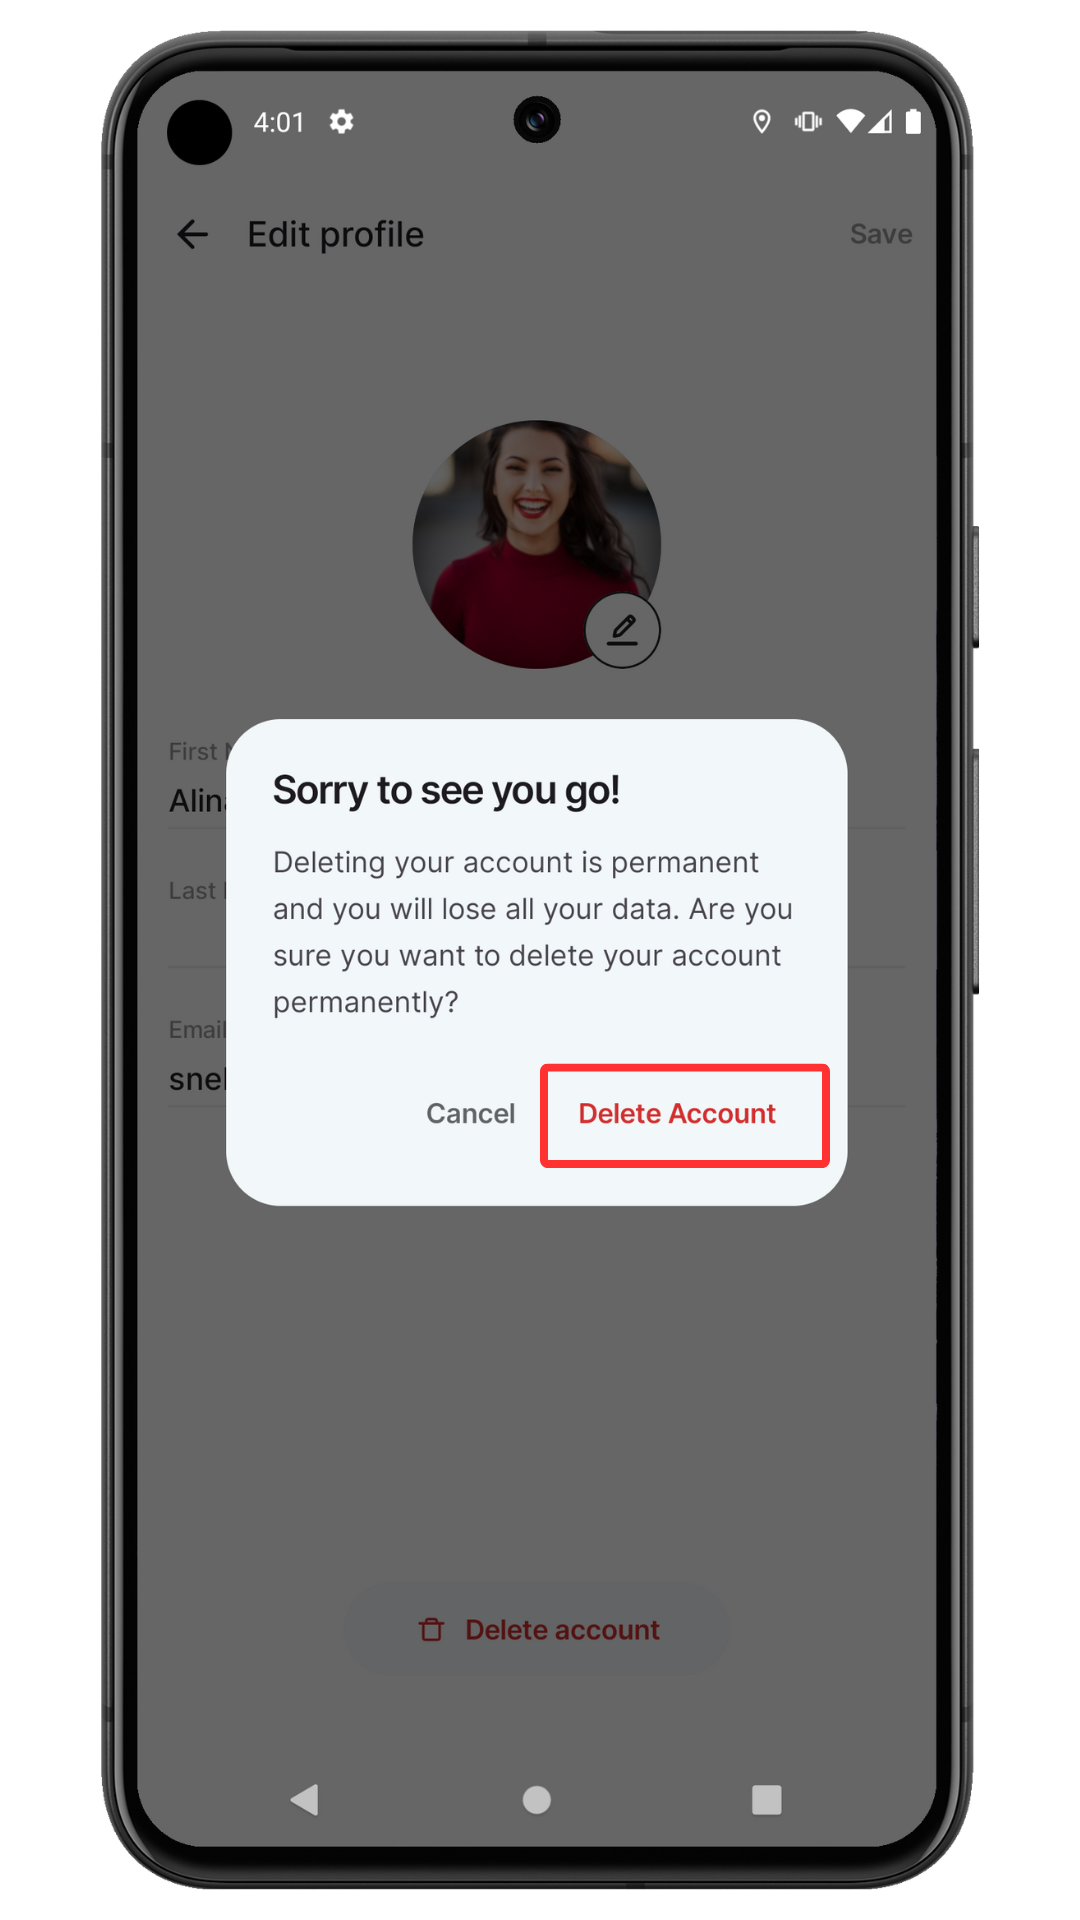 4:01
Edit profile
Save
First
Sorry to see you go!
Deleting your account is permanent
and you will lose all your data. Are you
sure you want to delete your account
permanently?
Last
Email
Cancel
Delete Account
Delete account